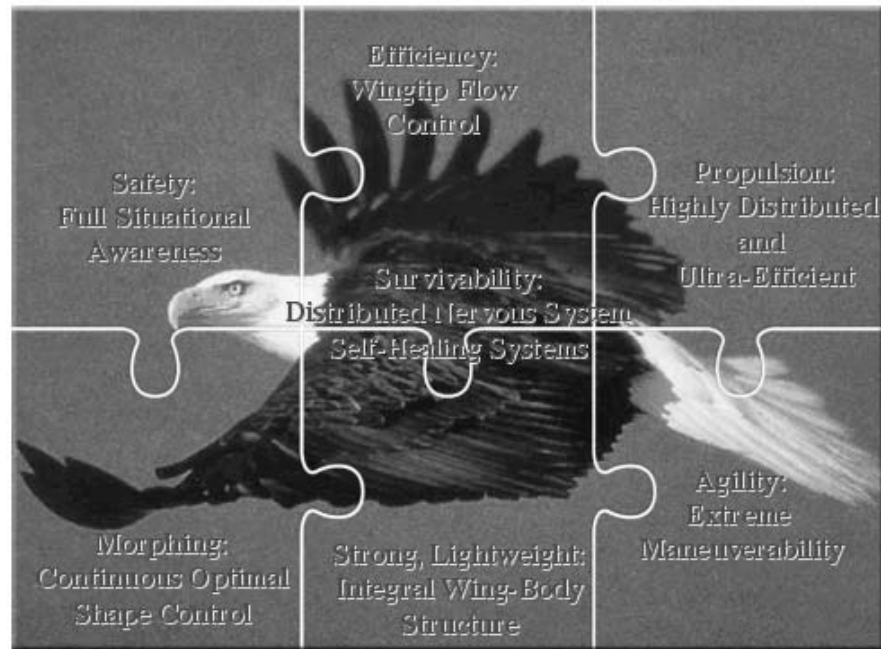 Efficiency:
Wingtip Flow
Control
Safety:
Full Situational
Awareness
Propulsion:
Highly Distributed
and
Ultra-Efficient
Survivability:
Distributed Nervous System
Self-Healing Systems
Morphing:
Continuous Optimal
Shape Control
Strong, Lightweight:
Integral Wing-Body
Structure
Agility:
Extreme
Maneuverability